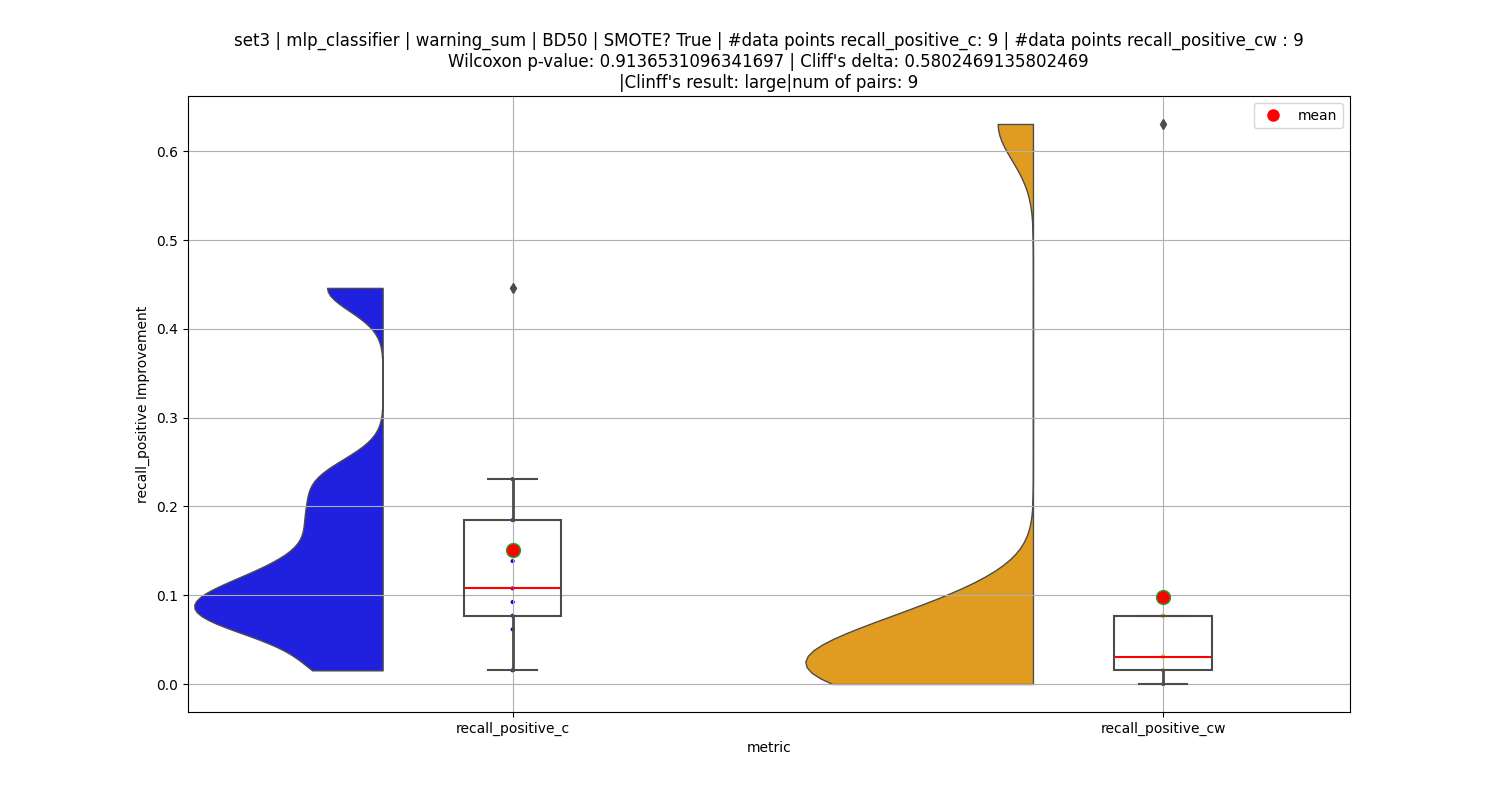 set3 | mlp_classifier | warning_sum | BD50 | SMOTE? True | #data points recall_positive_c: 9 | #data points recall_positive_cw : 9
Wilcoxon p-value: 0.9136531096341697 | Cliff's delta: 0.5802469135802469
|Clinff's result: large|num of pairs: 9
mean
0.6
0.5
0.4
0.3
0.2
0.1
0.0
recall_positive Improvement
recall_positive_c
recall_positive_cw
metric